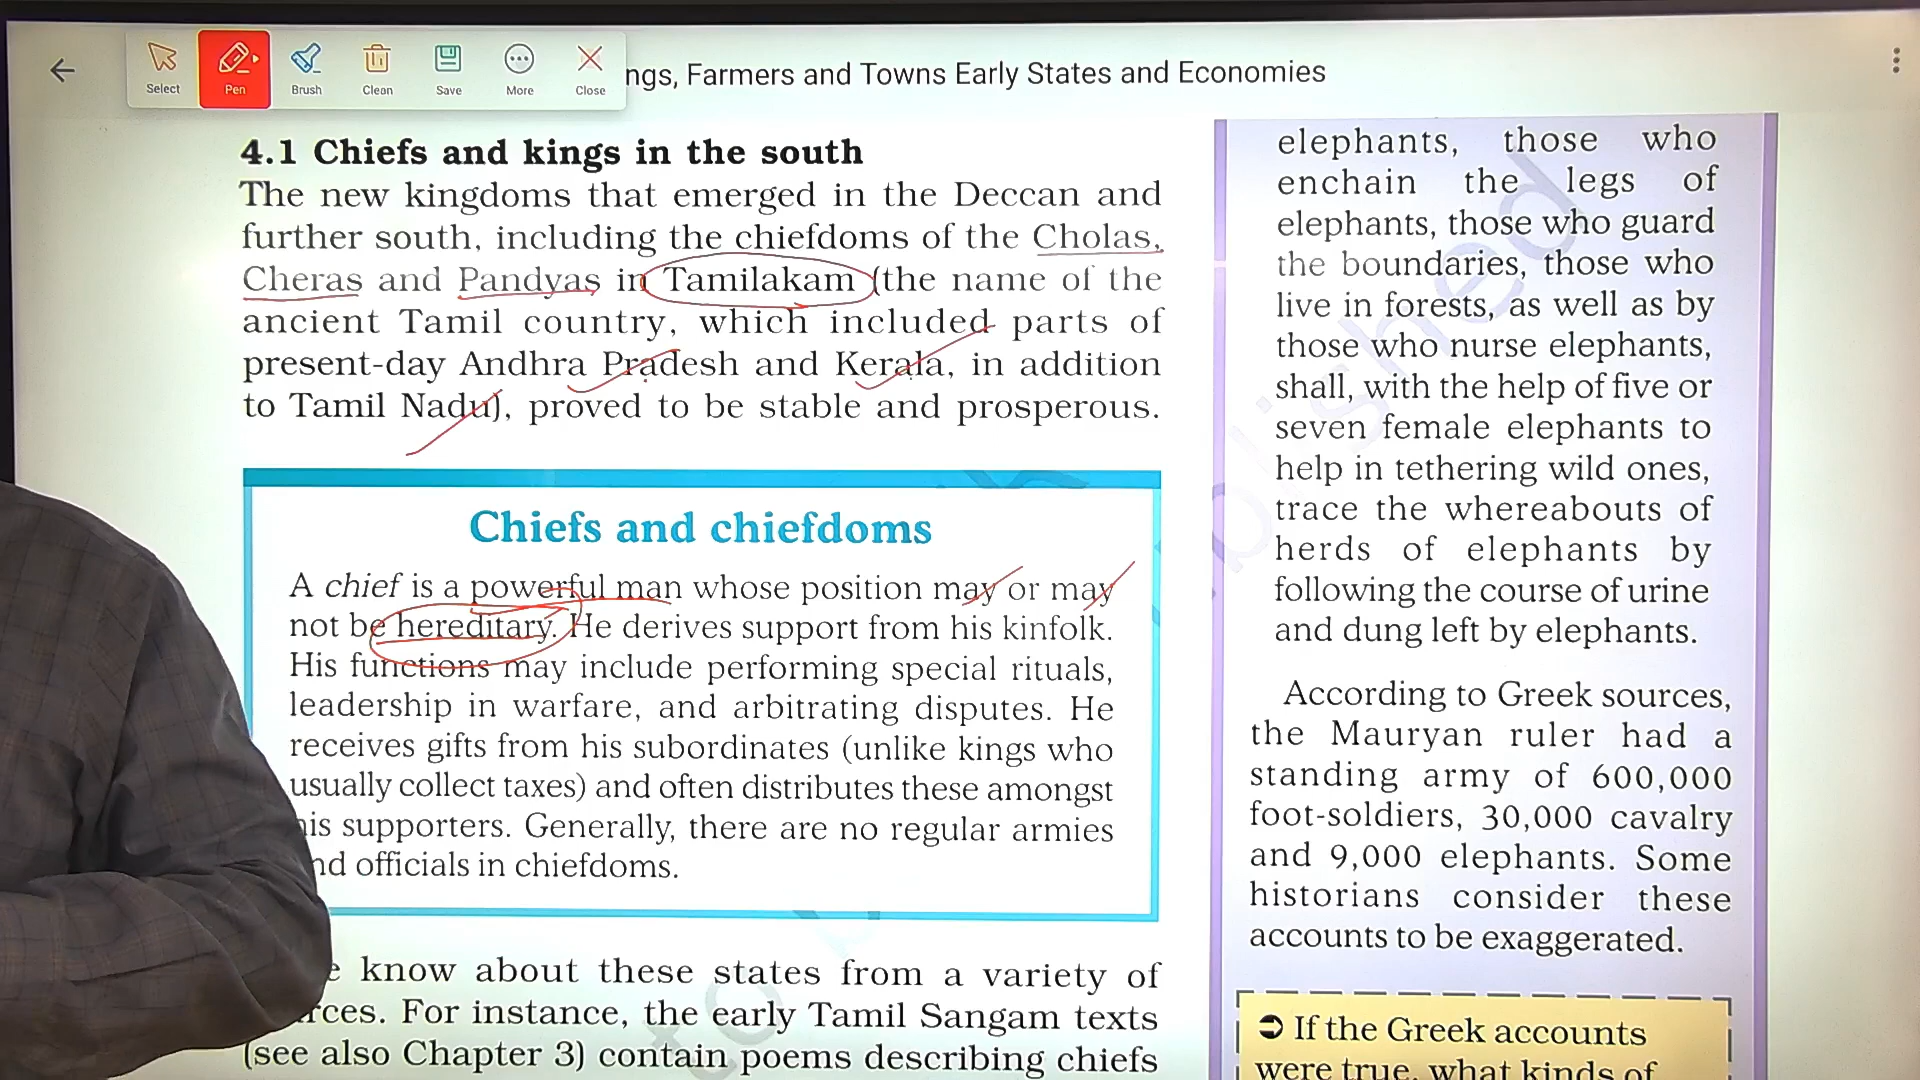 Select
Pen
Brush
Clean
Save
More
Close
ngs, Farmers and Towns Early States and Economies
4.1 Chiefs and kings in the south
The new kingdoms that emerged in the Deccan and
further south, including the chiefdoms of the Cholas,
Cheras and Pandyas in Tamilakam (the name of the
ancient Tamil country, which included parts of
present-day Andhra Pradesh and Kerala, in addition
to Tamil Nadu), proved to be stable and prosperous.
Chiefs and chiefdoms
A chief is a powerful man whose position may or may
not be hereditary. He derives support from his kinfolk.
His functions may include performing special rituals,
leadership in warfare, and arbitrating disputes. He
receives gifts from his subordinates (unlike kings who
usually collect taxes) and often distributes these amongst
his supporters. Generally, there are no regular armies
nd officials in chiefdoms.
e know about these states from a variety of
rces. For instance, the early Tamil Sangam texts
(see also Chapter 3) contain poems describing chiefs
elephants, those who
enchain the legs of
elephants, those who guard
the boundaries, those who
live in forests, as well as by
those who nurse elephants,
shall, with the help of five or
seven female elephants to
help in tethering wild ones,
trace the whereabouts of
herds of elephants by
following the course of urine
and dung left by elephants.
According to Greek sources,
the Mauryan ruler had a
standing army of 600,000
foot-soldiers, 30,000 cavalry
and 9,000 elephants. Some
historians consider these
accounts to be exaggerated.
If the Greek accounts
were true, what kinds of